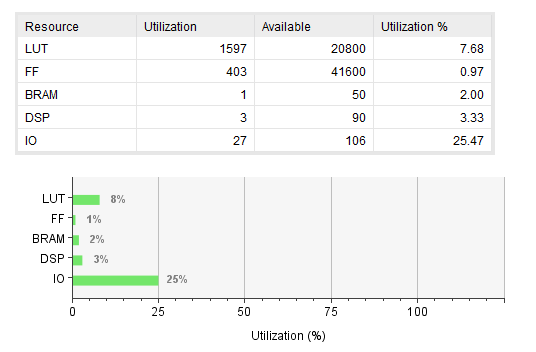 Resource Utilization Available Utilization %
LUT 1597 20800 7.68
FF 403 41600 0.97
BRAM 1 50 2.00
DSP 3 90 3.33
IO 27 106 25.47
LUT 8%
FF 1%
BRAM 2%
DSP 3%
IO 25%
0 25 50 75 100
Utilization (%)